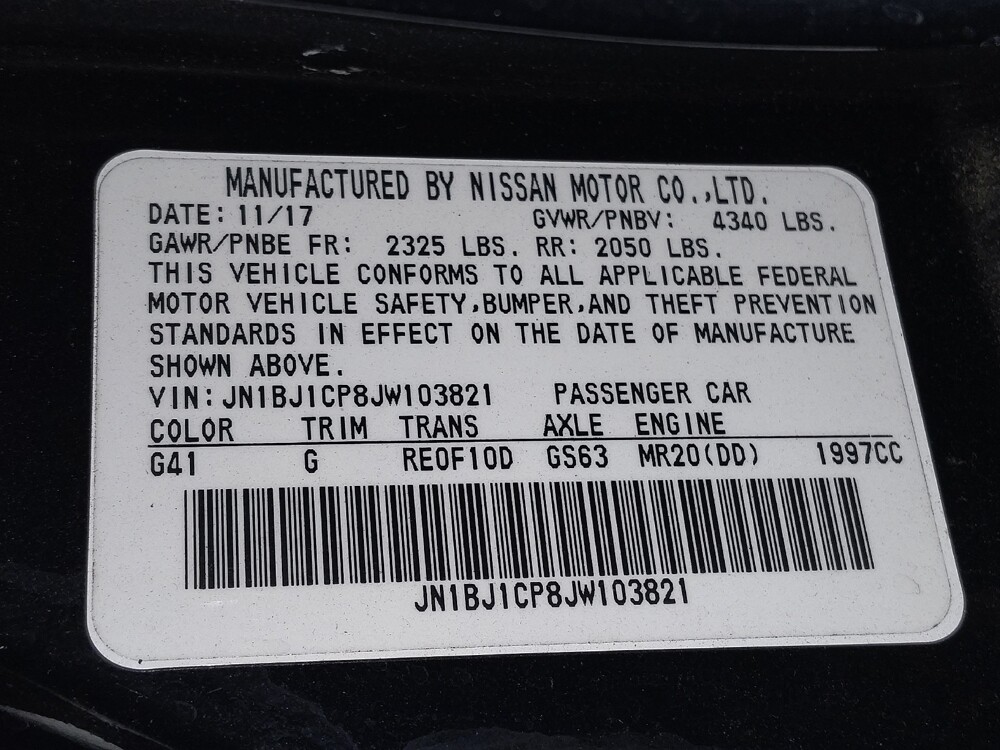 MANUFACTURED BY NISSAN MOTOR CO.,LTD.
DATE: 11/17 GVWR/PNBV: 4340 LBS.
GAWR/PNBE FR: 2325 LBS. RR: 2050 LBS.
THIS VEHICLE CONFORMS TO ALL APPLICABLE FEDERAL
MOTOR VEHICLE SAFETY,BUMPER,AND THEFT PREVENTION
STANDARDS IN EFFECT ON THE DATE OF MANUFACTURE
SHOWN ABOVE.
VIN: JN1BJ1CP8JW103821 PASSENGER CAR
COLOR TRIM TRANS AXLE ENGINE
G41 G RE0F10D GS63 MR20(DD) 1997CC
JN1BJ1CP8JW103821